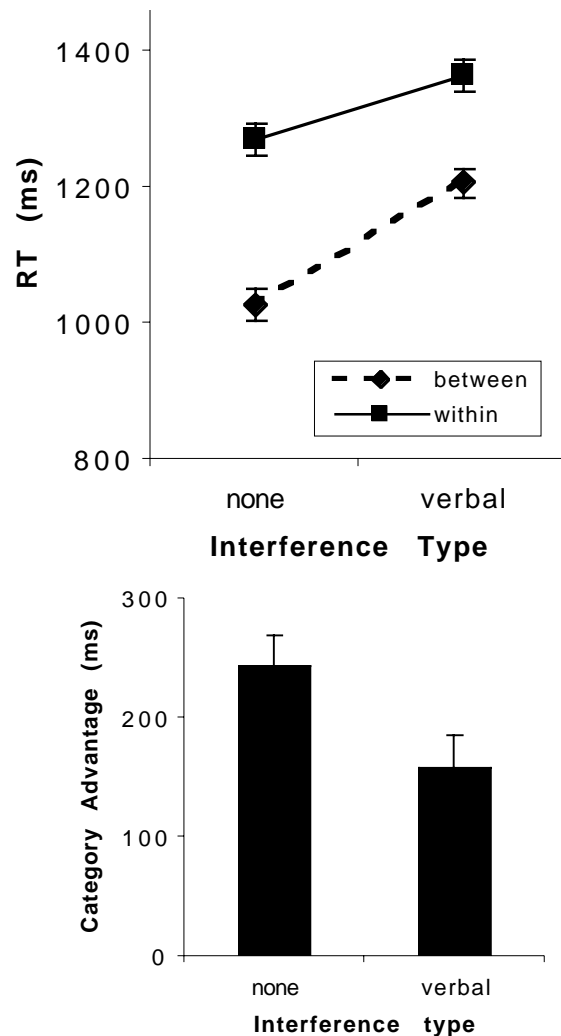 1400
1200
1000
800
RT (ms)
between
within
none verbal
Interference Type
300
200
100
0
Category Advantage (ms)
none verbal
Interference type